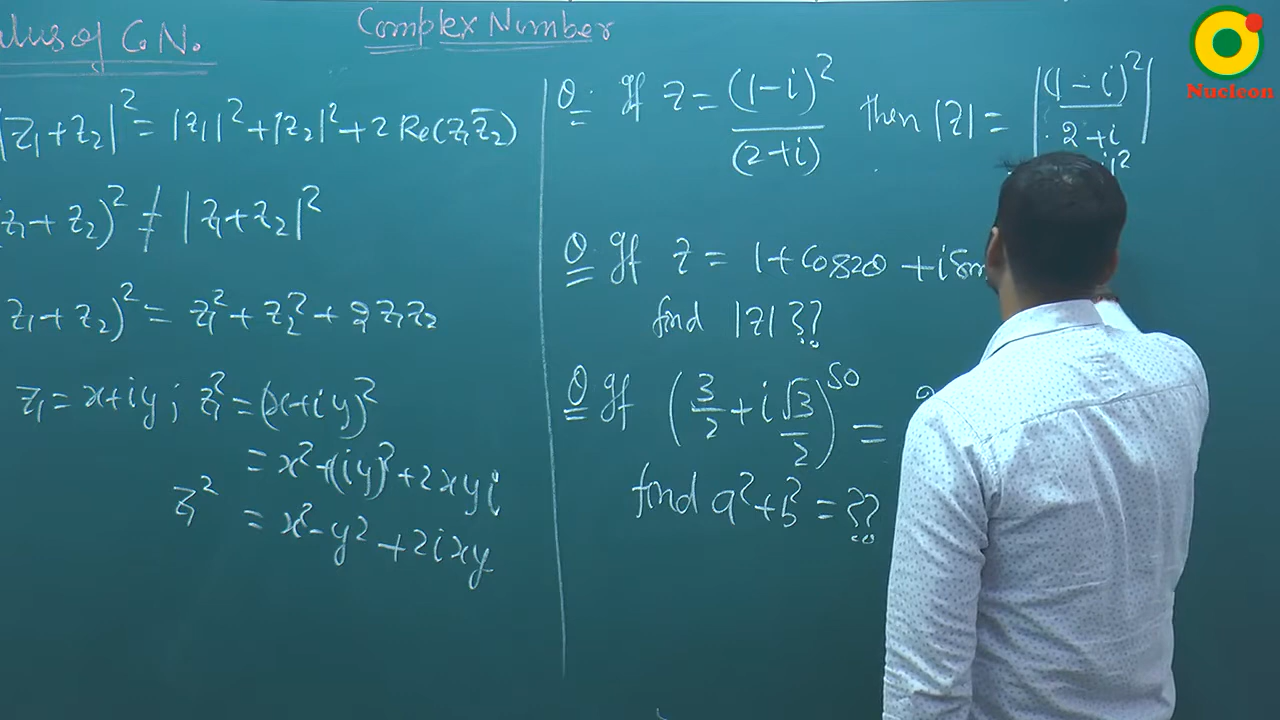 Complex Number
of C.N.
|z₁+z₂|² = |z₁|²+|z₂|²+2 Re(z₁z̄₂)
z₁+z₂)² ≠ |z₁+z₂|²
z₁+z₂)² = z₁²+z₂²+2z₁z₂
z₁ = x+iy ; z₁² = (x+iy)²
= x²+(iy)²+2xyi
z₁² = x²-y²+2ixy
Q. If z = (1-i)²/(2+i) then |z| = |(1-i)²/2+i|
Q. If z = 1+Cos2θ + i Sin
find |z| ??
Q If (3/2 + i√3/2)⁵⁰ =
find a²+b² = ??
Nucleon